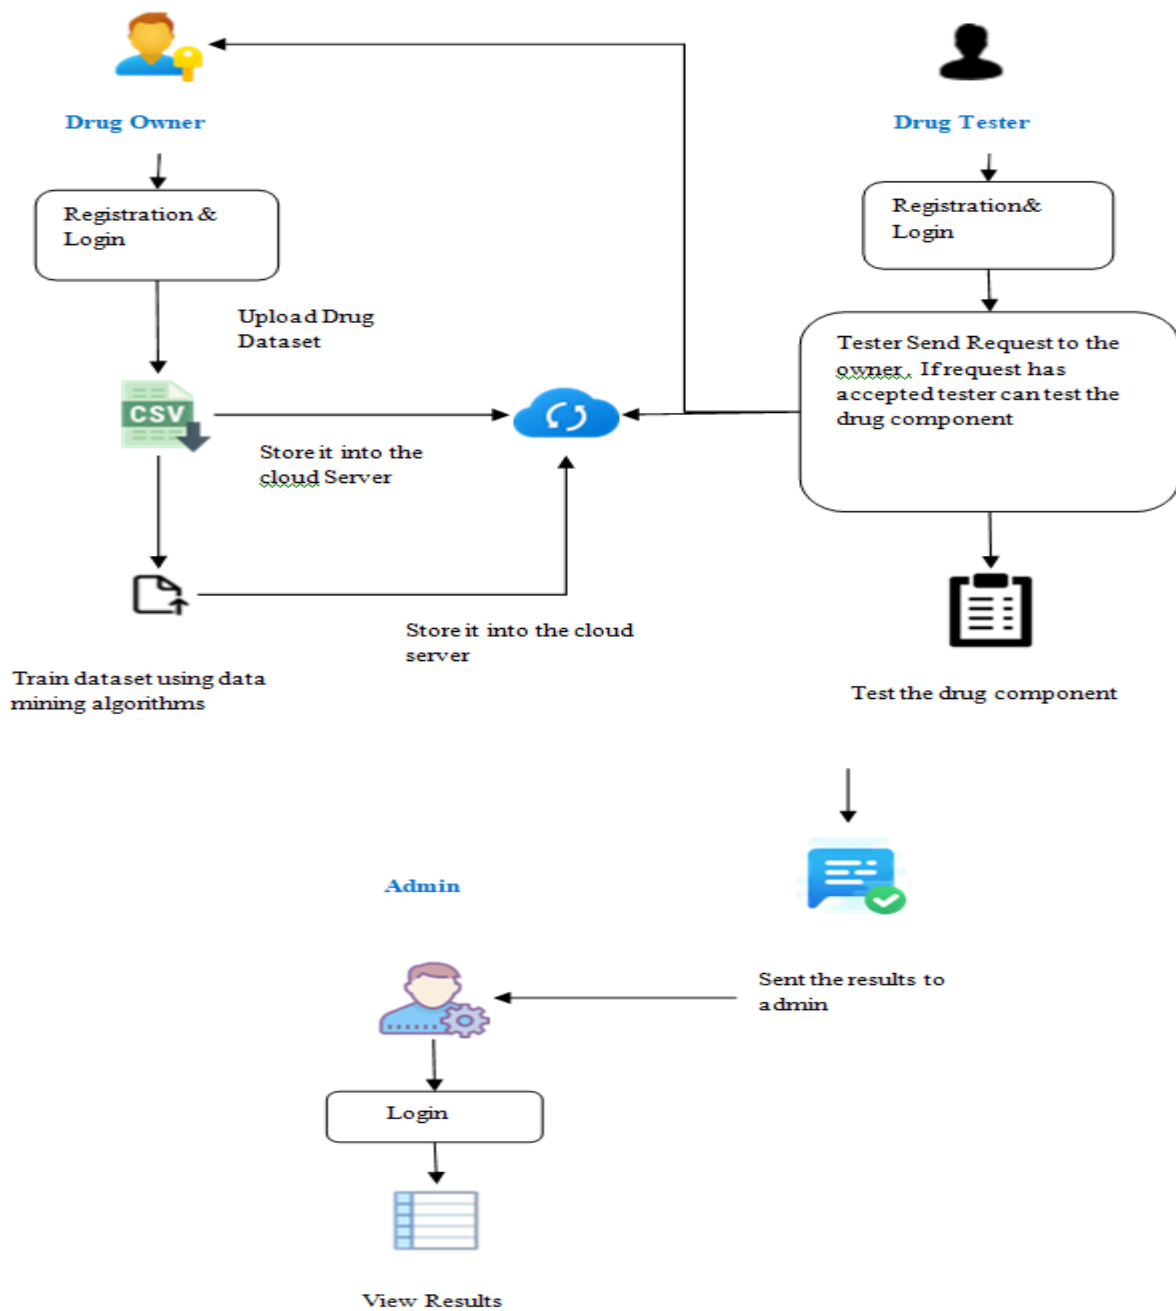 Drug Owner
Drug Tester
Registration &
Login
Registration&
Login
Upload Drug
Dataset
Tester Send Request to the
owner. If request has
accepted tester can test the
drug component
CSV
Store it into the
cloud Server
Store it into the cloud
server
Train dataset using data
mining algorithms
Test the drug component
Admin
Sent the results to
admin
Login
View Results